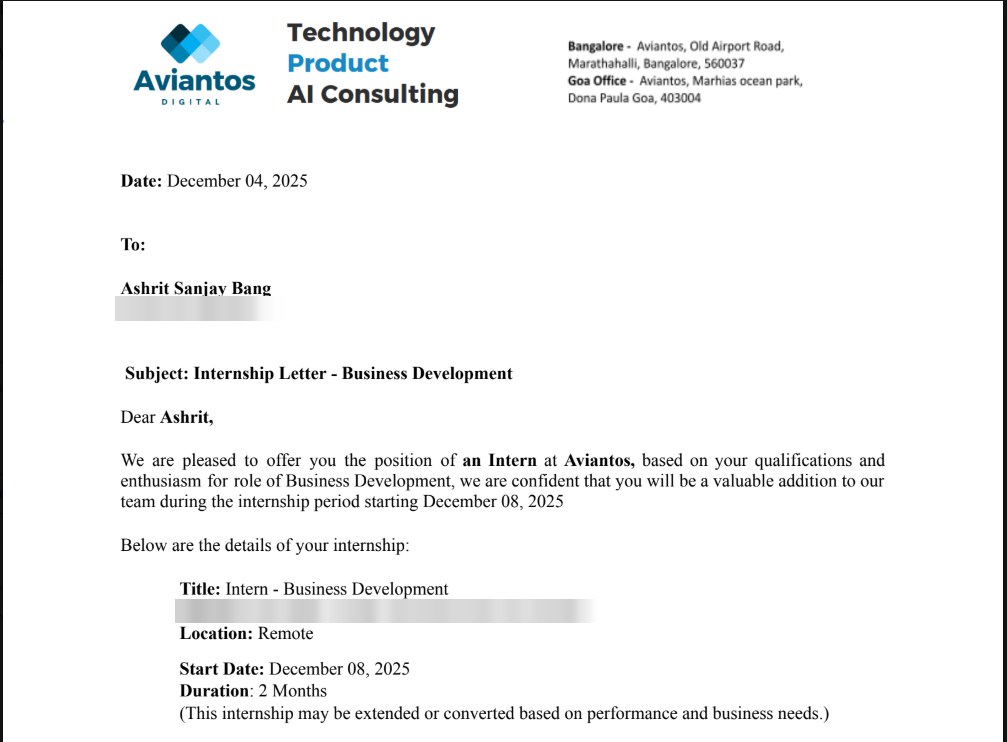 Aviantos
DIGITAL
Technology
Product
AI Consulting
Bangalore - Aviantos, Old Airport Road,
Marathahalli, Bangalore, 560037
Goa Office - Aviantos, Marhias ocean park,
Dona Paula Goa, 403004
Date: December 04, 2025
To:
Ashrit Sanjay Bang
Subject: Internship Letter - Business Development
Dear Ashrit,
We are pleased to offer you the position of an Intern at Aviantos, based on your qualifications and
enthusiasm for role of Business Development, we are confident that you will be a valuable addition to our
team during the internship period starting December 08, 2025
Below are the details of your internship:
Title: Intern - Business Development
Location: Remote
Start Date: December 08, 2025
Duration: 2 Months
(This internship may be extended or converted based on performance and business needs.)